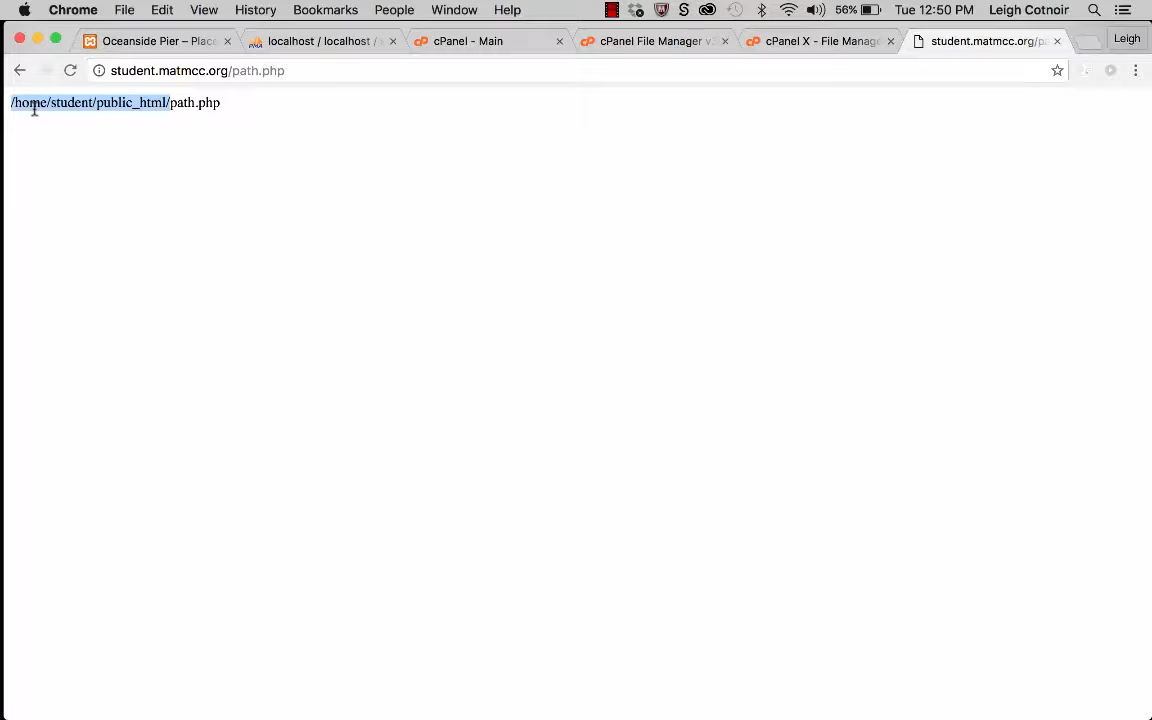 Chrome File Edit View History Bookmarks People Window Help 56% Tue 12:50 PM Leigh Cotnoir
Oceanside Pier – Place localhost / localhost / cPanel - Main cPanel File Manager v cPanel X - File Manage student.matmcc.org/pa Leigh
student.matmcc.org/path.php
/home/student/public_html/path.php